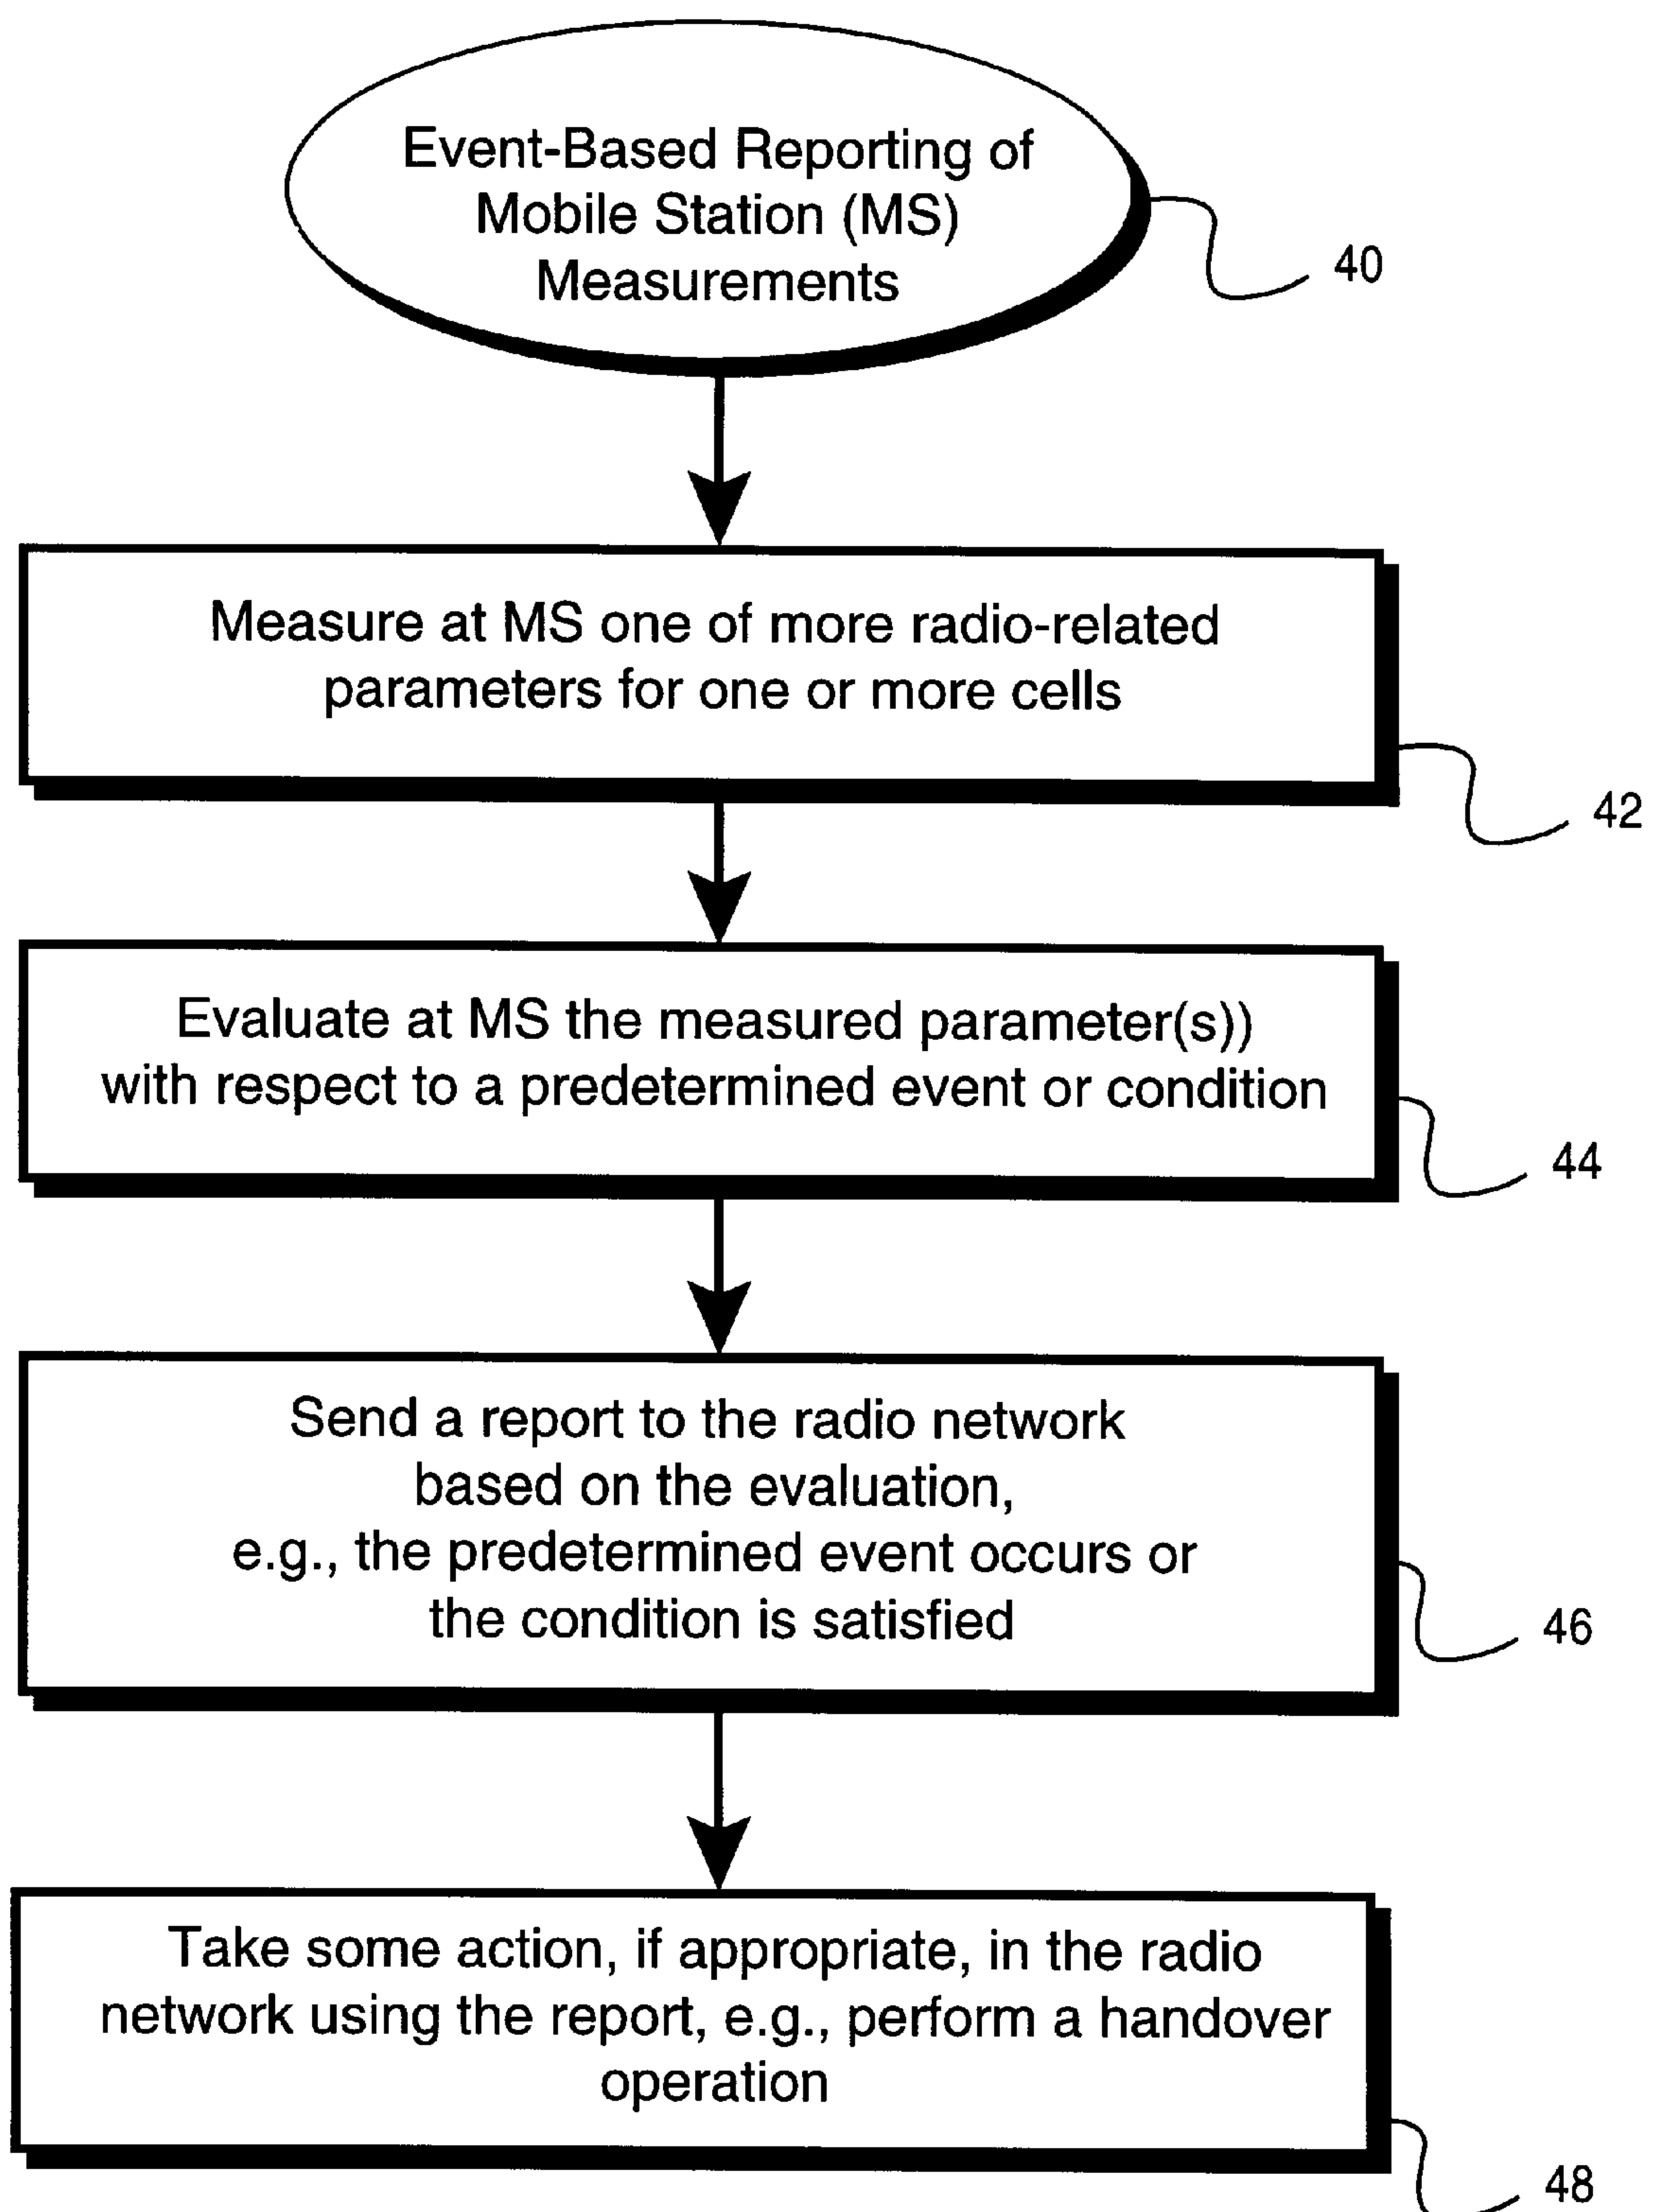 Event-Based Reporting of
Mobile Station (MS)
Measurements
40
Measure at MS one of more radio-related
parameters for one or more cells
42
Evaluate at MS the measured parameter(s))
with respect to a predetermined event or condition
44
Send a report to the radio network
based on the evaluation,
e.g., the predetermined event occurs or
the condition is satisfied
46
Take some action, if appropriate, in the radio
network using the report, e.g., perform a handover
operation
48